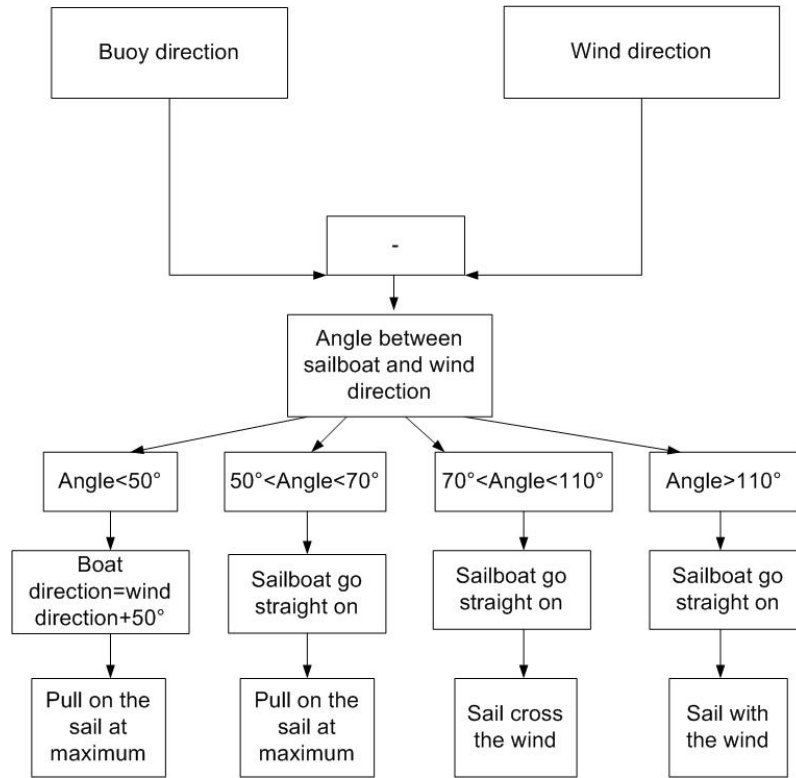 Buoy direction
Wind direction
-
Angle between
sailboat and wind
direction
Angle<50°
50°<Angle<70°
70°<Angle<110°
Angle>110°
Boat
direction=wind
direction+50°
Sailboat go
straight on
Sailboat go
straight on
Sailboat go
straight on
Pull on the
sail at
maximum
Pull on the
sail at
maximum
Sail cross
the wind
Sail with
the wind